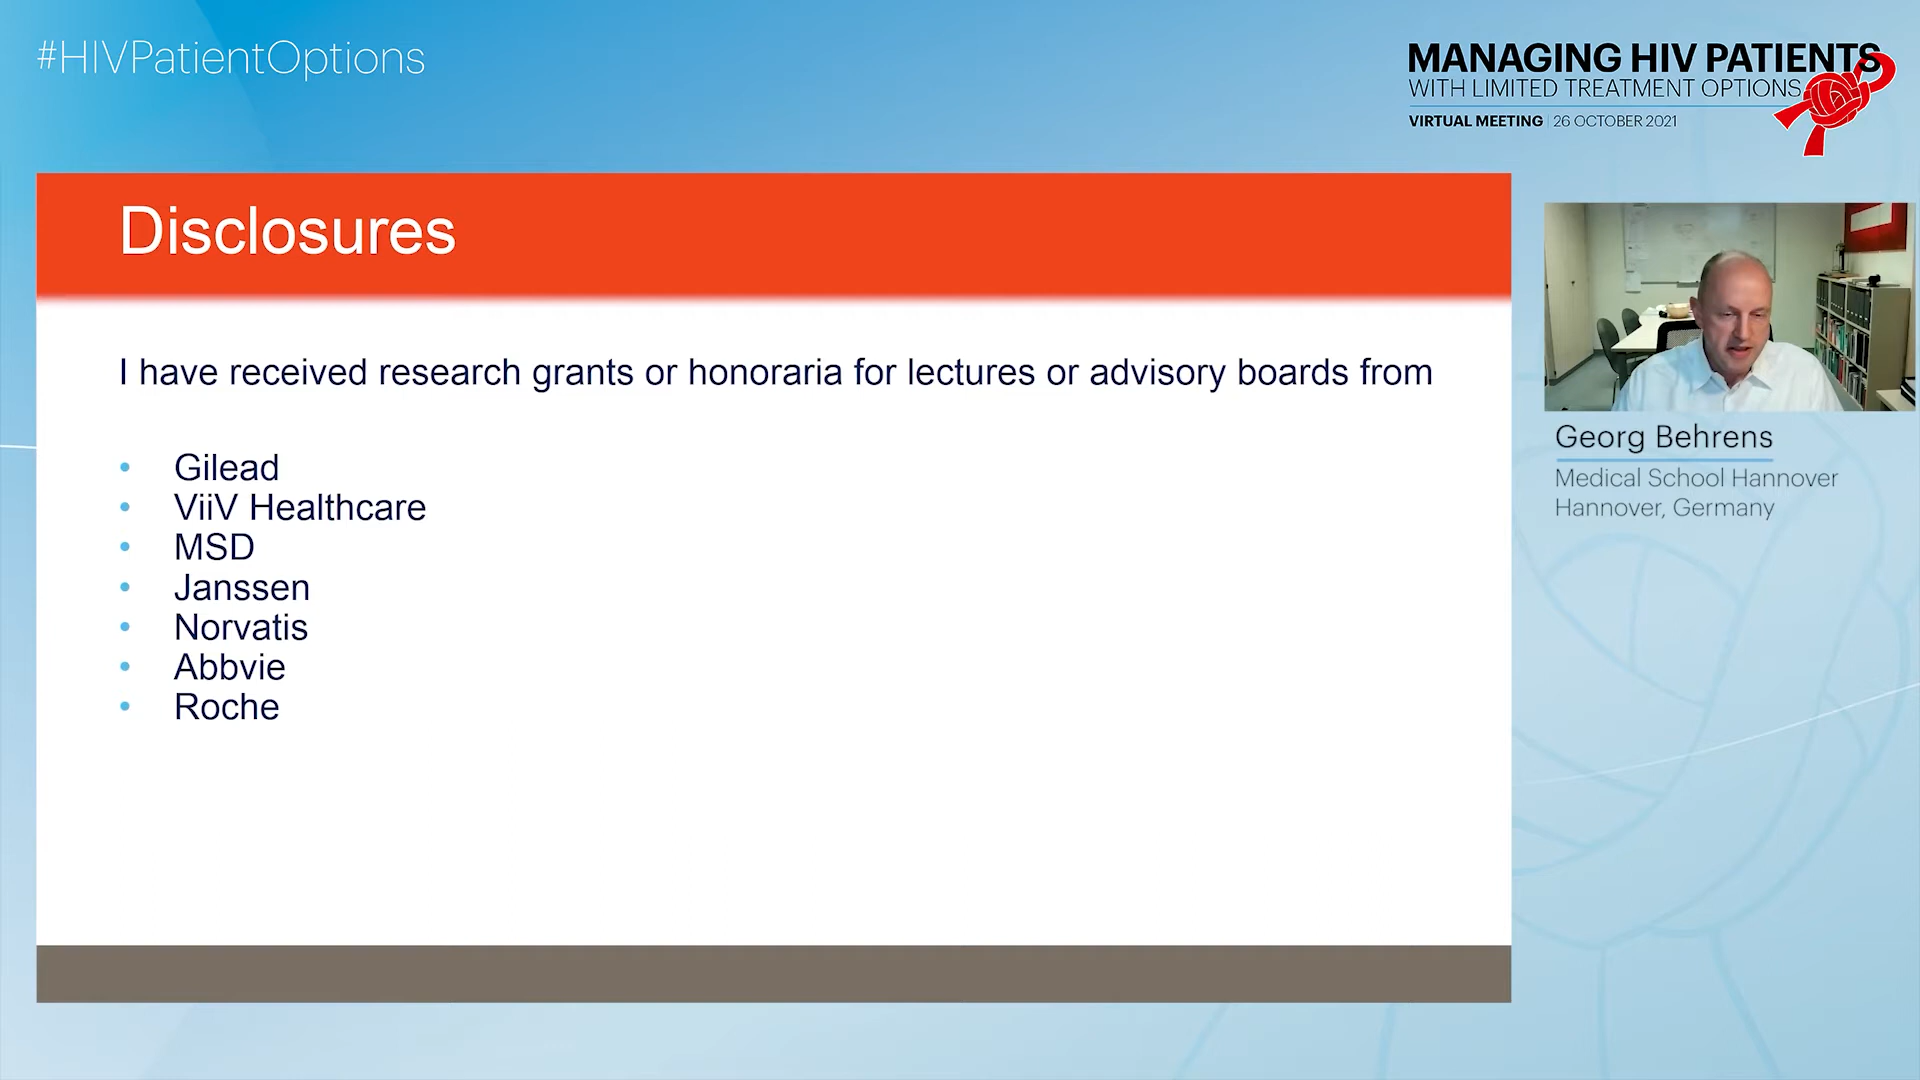 #HIVPatientOptions
MANAGING HIV PATIENTS
WITH LIMITED TREATMENT OPTIONS
VIRTUAL MEETING | 26 OCTOBER 2021
Disclosures
I have received research grants or honoraria for lectures or advisory boards from
• Gilead
• ViiV Healthcare
• MSD
• Janssen
• Norvatis
• Abbvie
• Roche
Georg Behrens
Medical School Hannover
Hannover, Germany